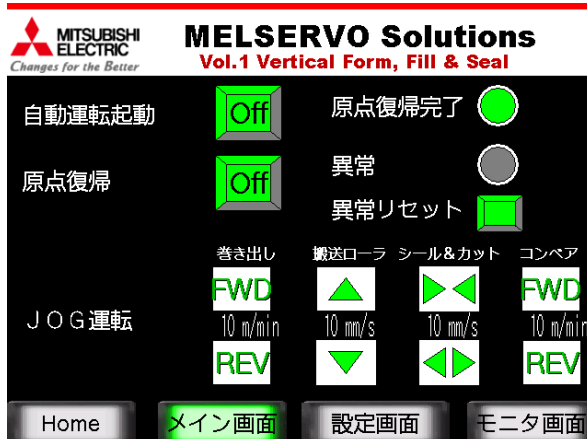 MITSUBISHI
ELECTRIC
Changes for the Better
MELSERVO Solutions
Vol.1 Vertical Form, Fill & Seal
自動運転起動 Off 原点復帰完了
原点復帰 Off 異常
異常リセット
巻き出し 搬送ローラ シール&カット コンベア
FWD FWD
JOG運転 10 m/min 10 mm/s 10 mm/s 10 m/min
REV REV
Home メイン画面 設定画面 モニタ画面